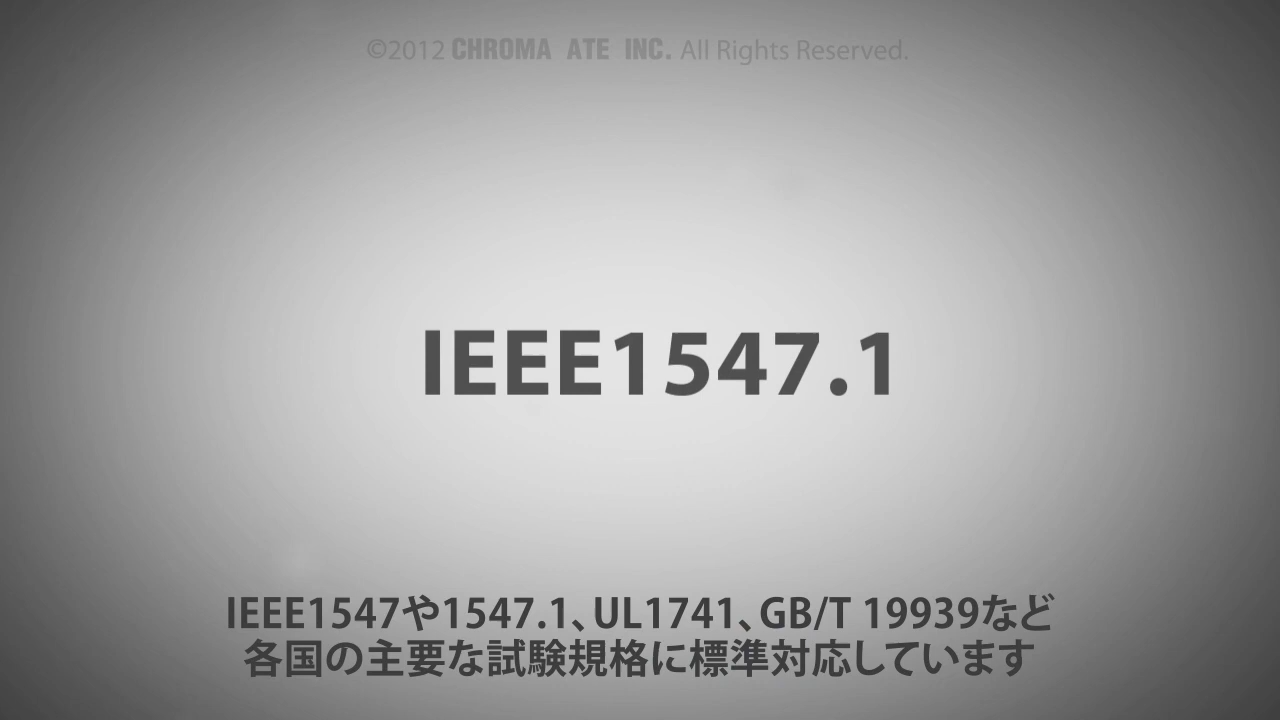 ©2012 CHROMA ATE INC. All Rights Reserved.
IEEE1547.1
IEEE1547や1547.1、UL1741、GB/T 19939など
各国の主要な試験規格に標準対応しています